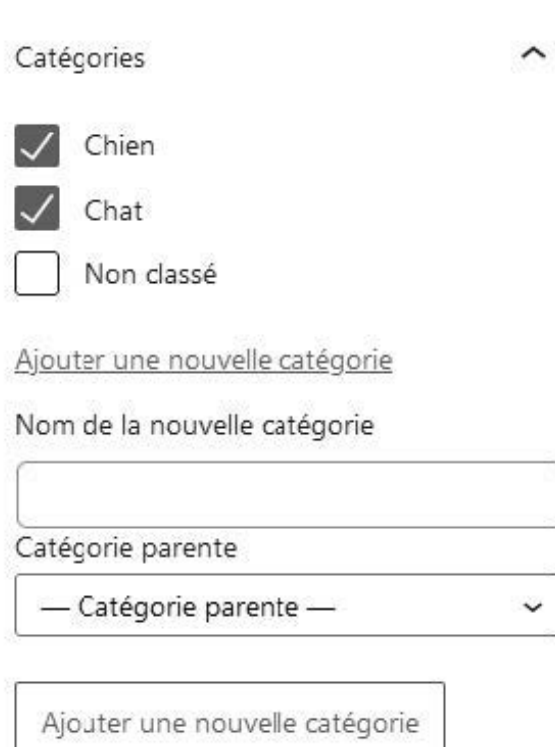 Catégories
Chien
Chat
Non classé
Ajouter une nouvelle catégorie
Nom de la nouvelle catégorie
Catégorie parente
— Catégorie parente —
Ajouter une nouvelle catégorie